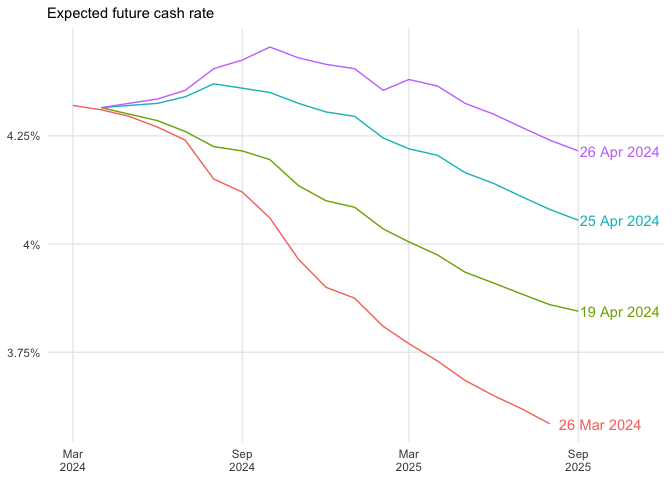 Expected future cash rate
4.25%
26 Apr 2024
25 Apr 2024
4%
19 Apr 2024
3.75%
26 Mar 2024
Mar
2024
Sep
2024
Mar
2025
Sep
2025